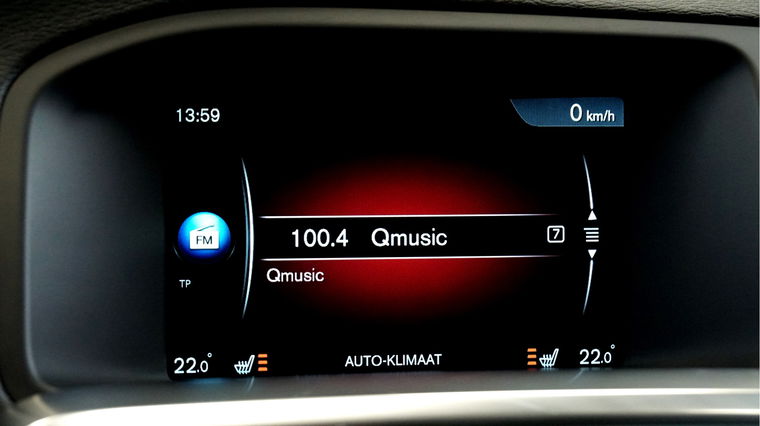 13:59
0 km/h
FM
100.4 Qmusic 7
TP
Qmusic
22.0°
AUTO-KLIMAAT
22.0°